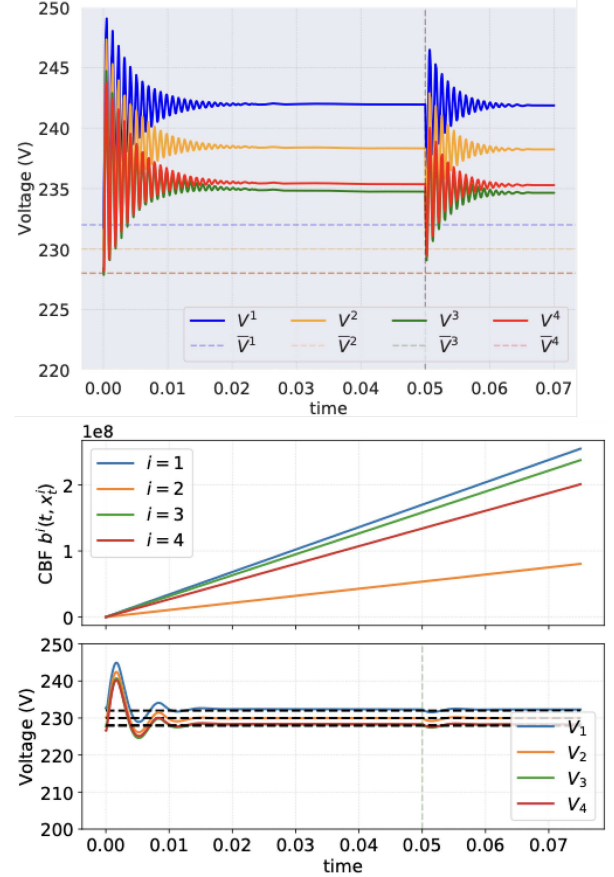 250
245
240
235
230
225
220
Voltage (V)
V¹ V² V³ V⁴
V̅¹ V̅² V̅³ V̅⁴
0.00 0.01 0.02 0.03 0.04 0.05 0.06 0.07
time
1e8
CBF bⁱ(t, xₜⁱ)
2
1
0
i = 1
i = 2
i = 3
i = 4
Voltage (V)
250
240
230
220
210
200
V₁
V₂
V₃
V₄
0.00 0.01 0.02 0.03 0.04 0.05 0.06 0.07
time